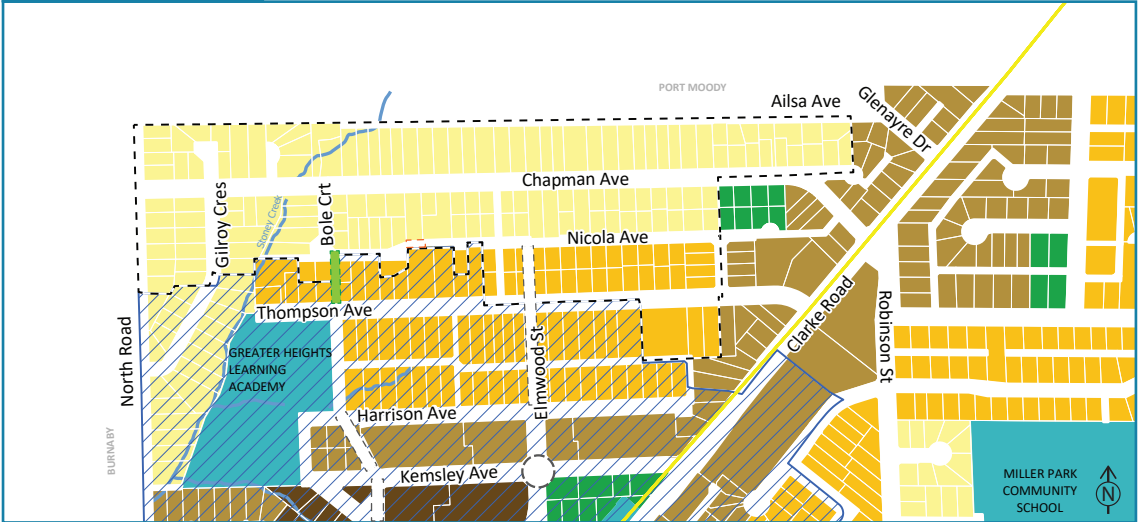 PORT MOODY
Ailsa Ave
Glenayre Dr
Chapman Ave
Gilroy Cres
Stoney Creek
Bole Crt
Nicola Ave
Thompson Ave
Clarke Road
Robinson St
North Road
GREATER HEIGHTS
LEARNING
ACADEMY
Elmwood St
Harrison Ave
BURNABY
Kemsley Ave
MILLER PARK
COMMUNITY
SCHOOL
N